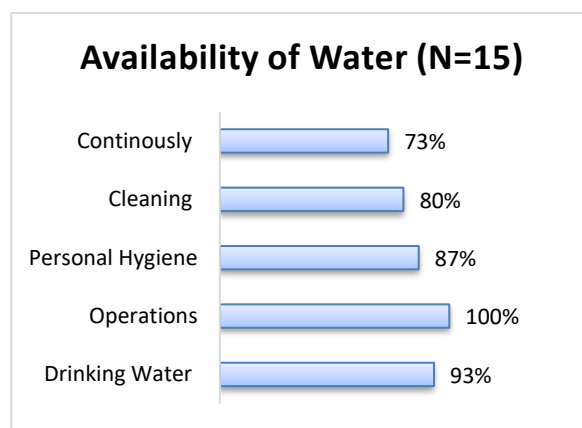 Availability of Water (N=15)
Continously 73%
Cleaning 80%
Personal Hygiene 87%
Operations 100%
Drinking Water 93%